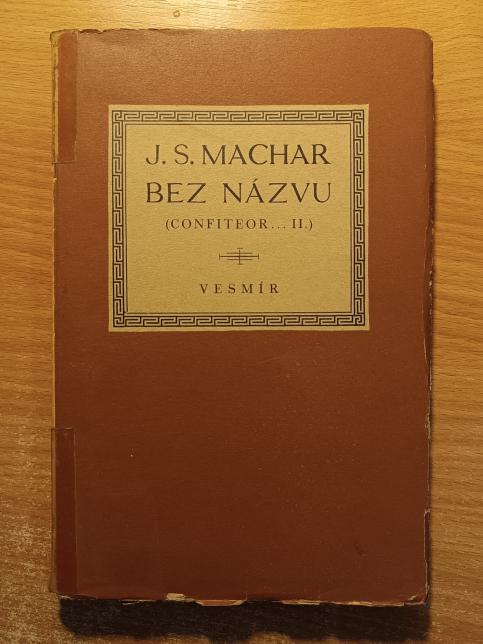 J. S. MACHAR
BEZ NÁZVU
(CONFITEOR... II.)
VESMÍR